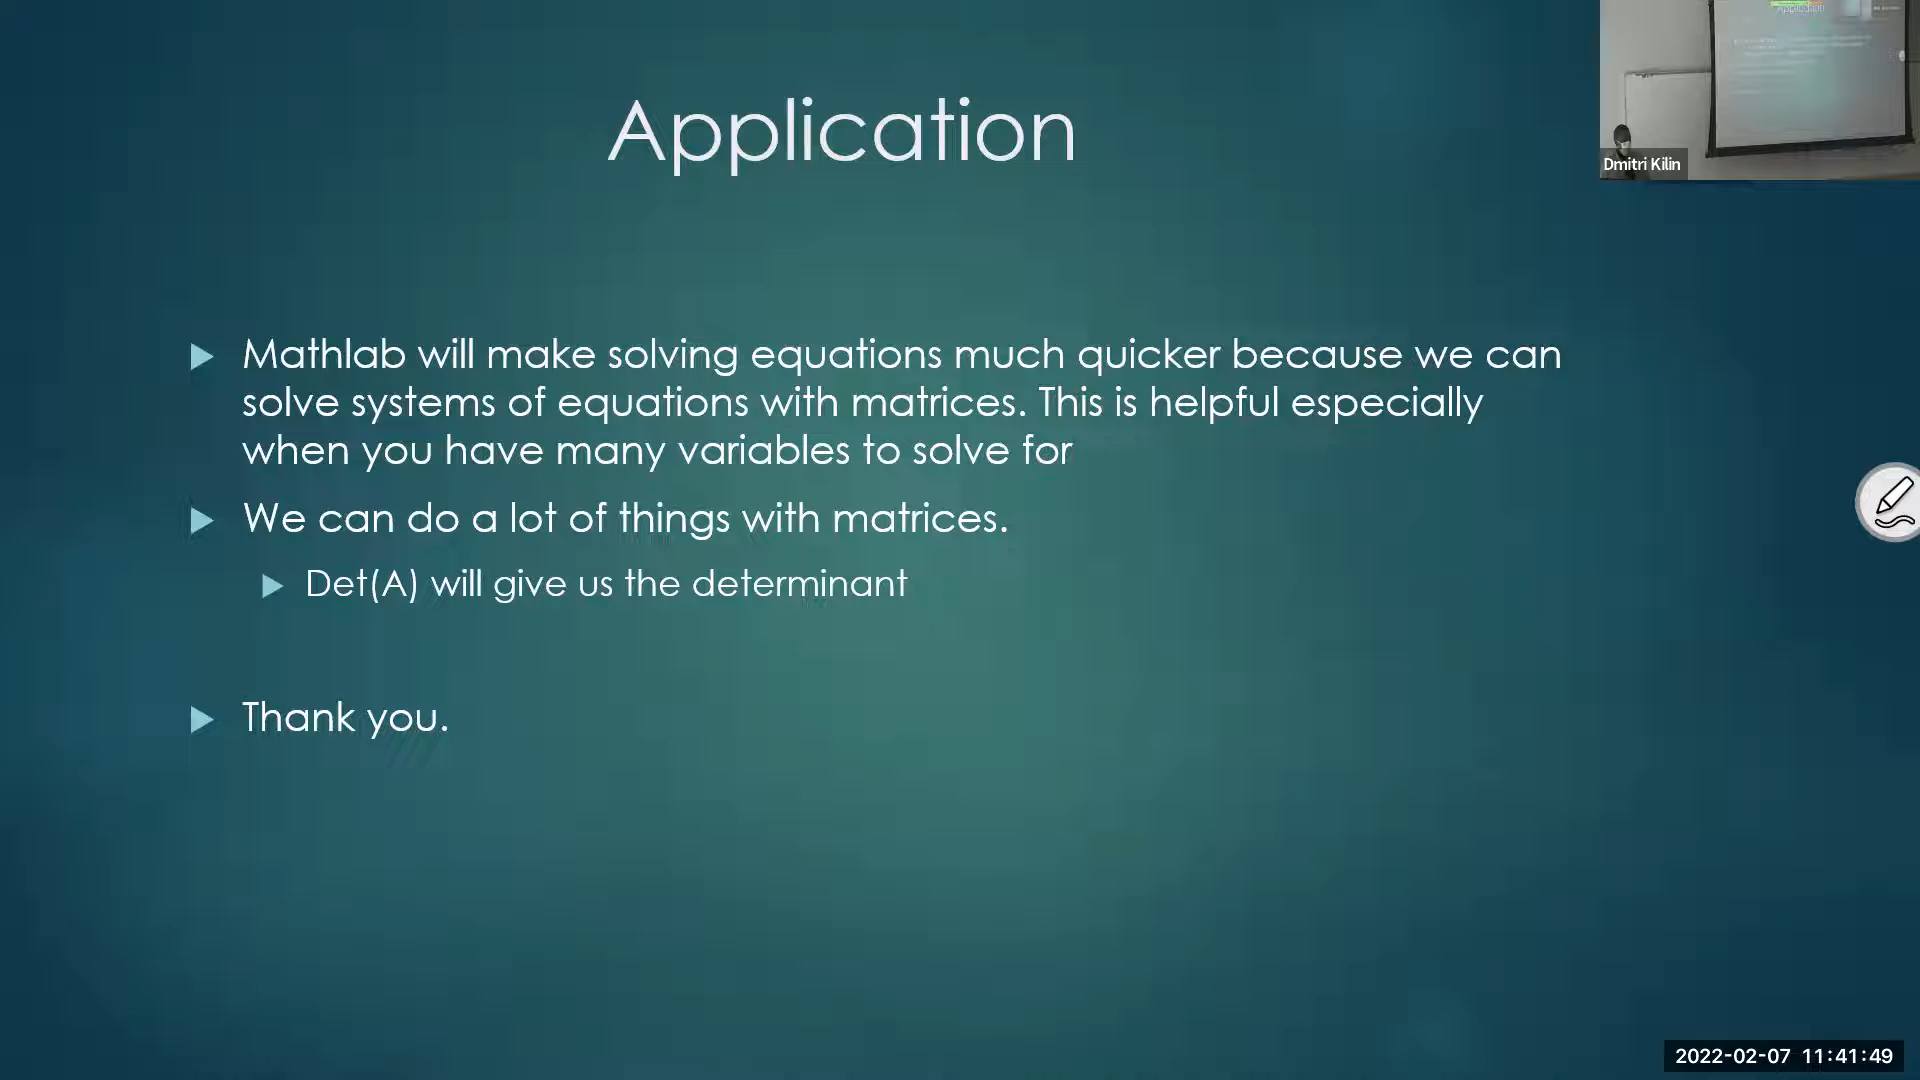 Application
Mathlab will make solving equations much quicker because we can
solve systems of equations with matrices. This is helpful especially
when you have many variables to solve for
We can do a lot of things with matrices.
Det(A) will give us the determinant
Thank you.
Application
Dmitri Kilin
2022-02-07 11:41:49